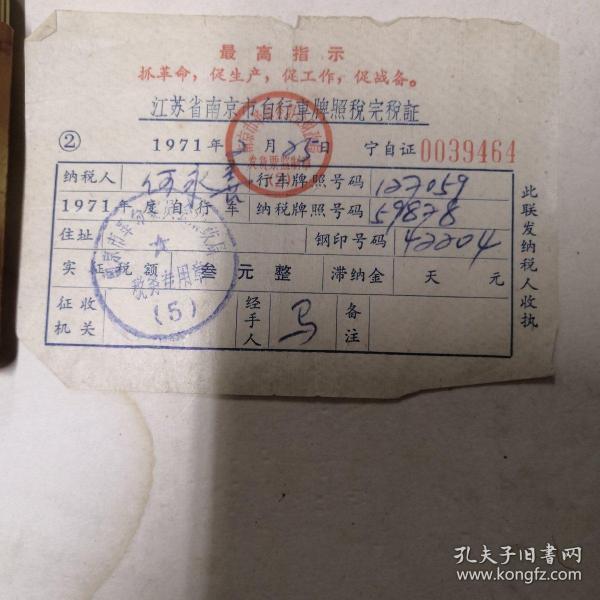 最高指示
抓革命，促生产，促工作，促战备。
江苏省南京市自行车牌照税完税証
② 1971年 月25日 宁自证 0039464
纳税人 何永喜 行车牌照号码 127059
1971年度自行车 纳税牌照号码 59828
住址 钢印号码 42204
实征税额 叁元整 滞纳金 天 元
征收机关 经手人 马 备注
此联发纳税人收执
税务专用章
(5)
孔夫子旧书网
www.kongfz.com